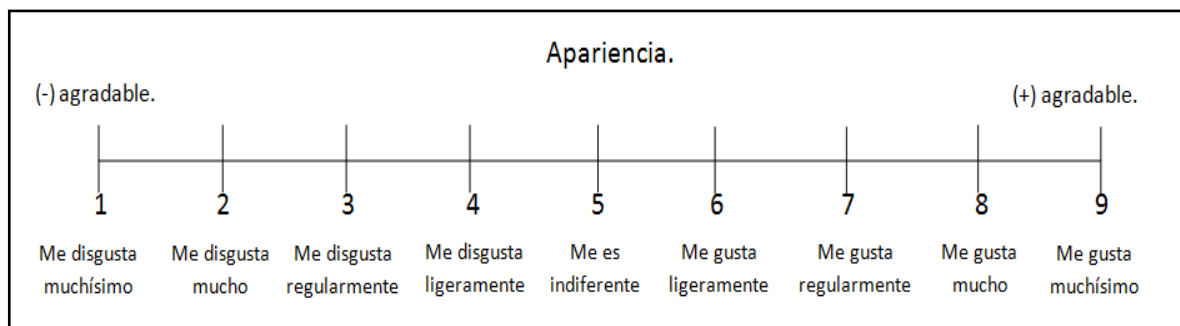 Apariencia.
(-) agradable.
(+) agradable.
1 2 3 4 5 6 7 8 9
Me disgusta muchísimo
Me disgusta mucho
Me disgusta regularmente
Me disgusta ligeramente
Me es indiferente
Me gusta ligeramente
Me gusta regularmente
Me gusta mucho
Me gusta muchísimo